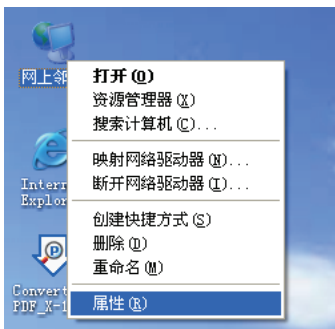 网上邻
打开(O)
资源管理器(X)
搜索计算机(C)...
映射网络驱动器(N)...
断开网络驱动器(I)...
创建快捷方式(S)
删除(D)
重命名(M)
属性(R)
Intern
Explor
Convert
PDF_X-1